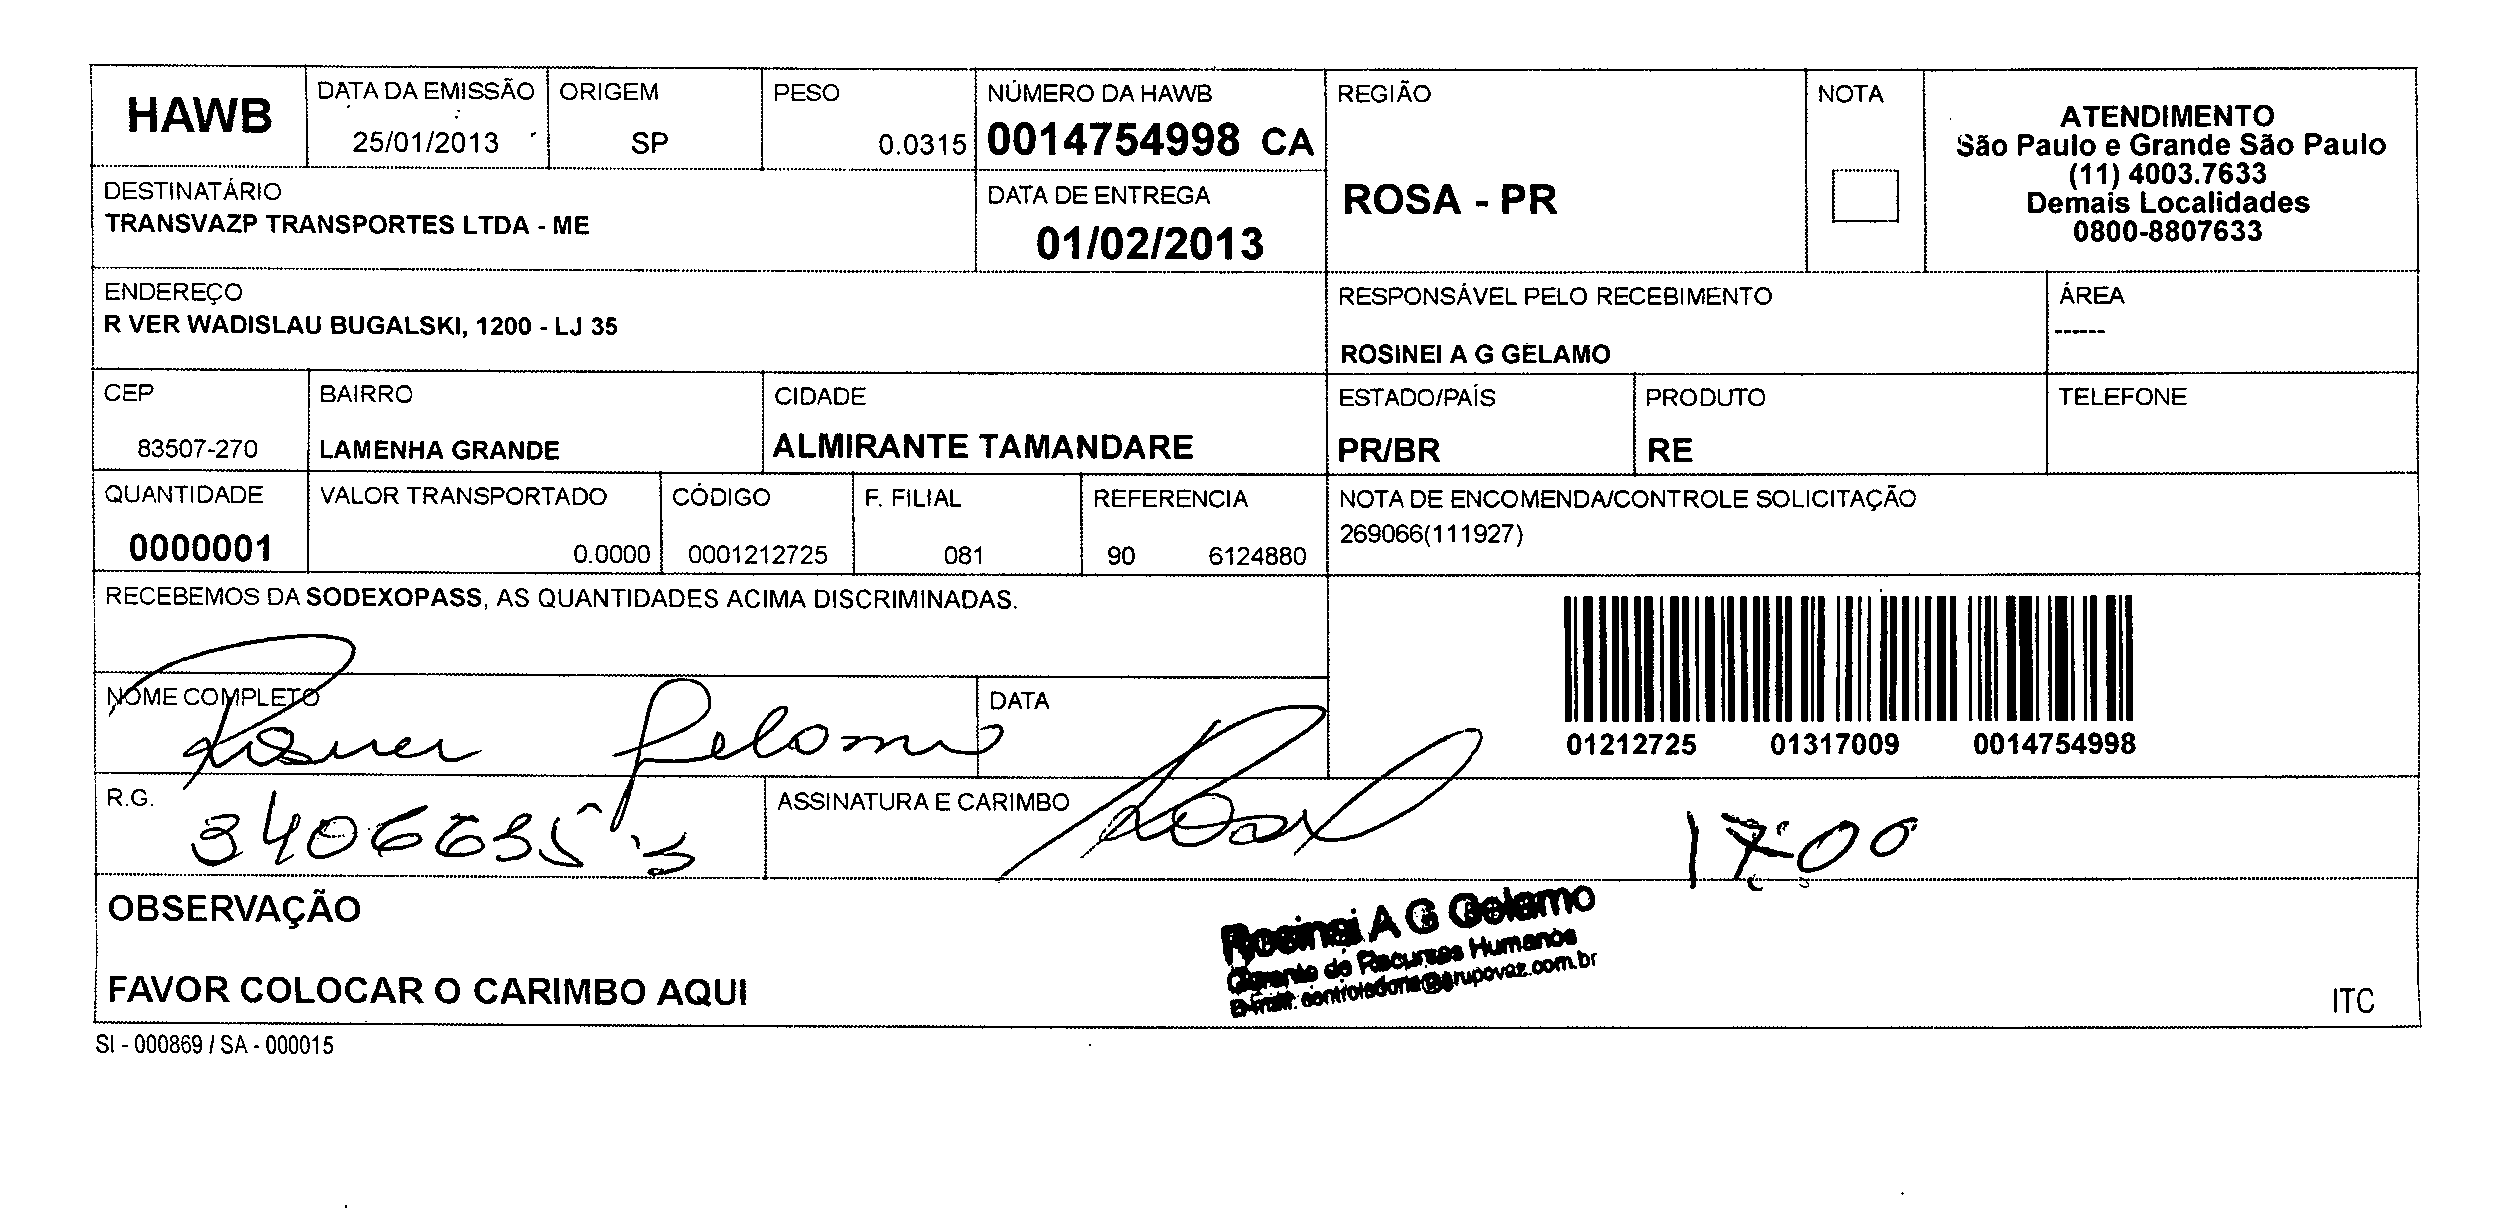 HAWB
DATA DA EMISSÃO
25/01/2013
ORIGEM
SP
PESO
0.0315
NÚMERO DA HAWB
0014754998 CA
REGIÃO
ROSA - PR
NOTA
ATENDIMENTO
São Paulo e Grande São Paulo
(11) 4003.7633
Demais Localidades
0800-8807633
DESTINATÁRIO
TRANSVAZP TRANSPORTES LTDA - ME
DATA DE ENTREGA
01/02/2013
ENDEREÇO
R VER WADISLAU BUGALSKI, 1200 - LJ 35
RESPONSÁVEL PELO RECEBIMENTO
ROSINEI A G GELAMO
ÁREA
------
CEP
83507-270
BAIRRO
LAMENHA GRANDE
CIDADE
ALMIRANTE TAMANDARE
ESTADO/PAÍS
PR/BR
PRODUTO
RE
TELEFONE
QUANTIDADE
0000001
VALOR TRANSPORTADO
0.0000
CÓDIGO
0001212725
F. FILIAL
081
REFERENCIA
90 6124880
NOTA DE ENCOMENDA/CONTROLE SOLICITAÇÃO
269066(111927)
RECEBEMOS DA SODEXOPASS, AS QUANTIDADES ACIMA DISCRIMINADAS.
01212725 01317009 0014754998
NOME COMPLETO
Rosinei Gelamo
DATA
R.G.
3406635-3
ASSINATURA E CARIMBO
17:00
OBSERVAÇÃO
Rosinei A G Gelamo
Gerente de Recursos Humanos
E-mail: controladoria@grupovaz.com.br
FAVOR COLOCAR O CARIMBO AQUI
ITC
SI - 000869 / SA - 000015